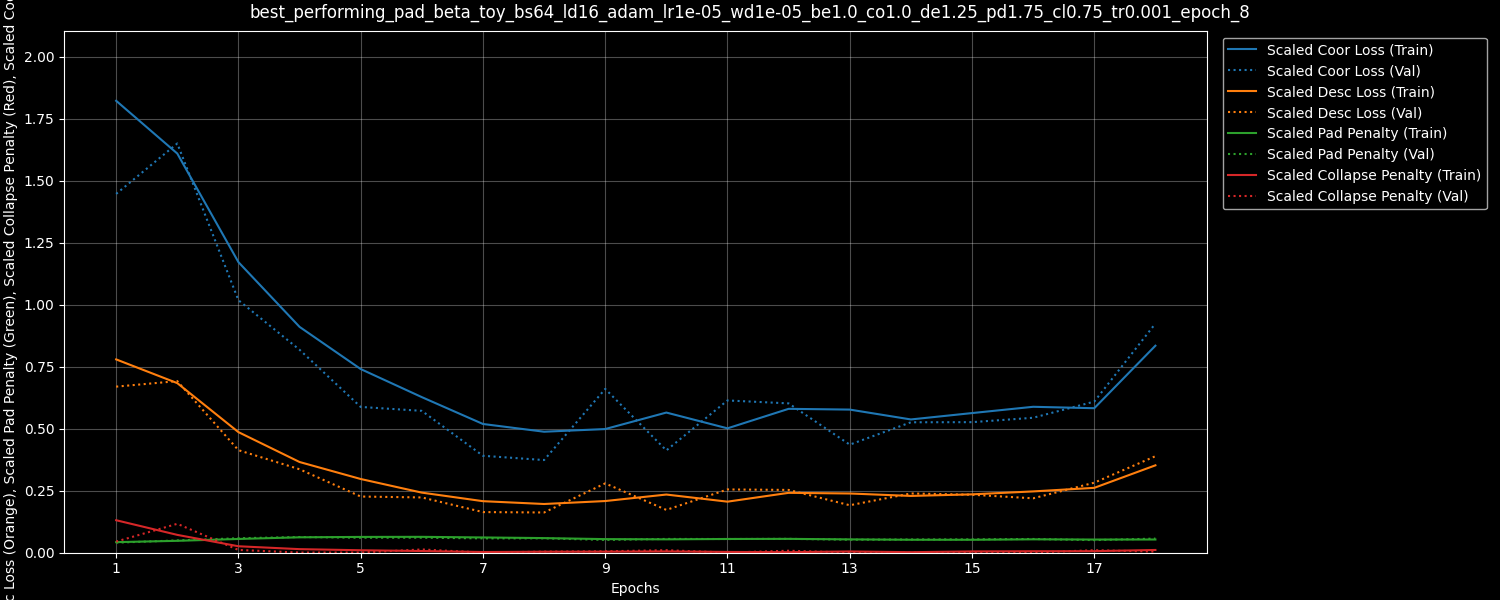 best_performing_pad_beta_toy_bs64_ld16_adam_lr1e-05_wd1e-05_be1.0_co1.0_de1.25_pd1.75_cl0.75_tr0.001_epoch_8
c Loss (Orange), Scaled Pad Penalty (Green), Scaled Collapse Penalty (Red), Scaled
2.00
1.75
1.50
1.25
1.00
0.75
0.50
0.25
0.00
1 3 5 7 9 11 13 15 17
Epochs
Scaled Coor Loss (Train)
Scaled Coor Loss (Val)
Scaled Desc Loss (Train)
Scaled Desc Loss (Val)
Scaled Pad Penalty (Train)
Scaled Pad Penalty (Val)
Scaled Collapse Penalty (Train)
Scaled Collapse Penalty (Val)